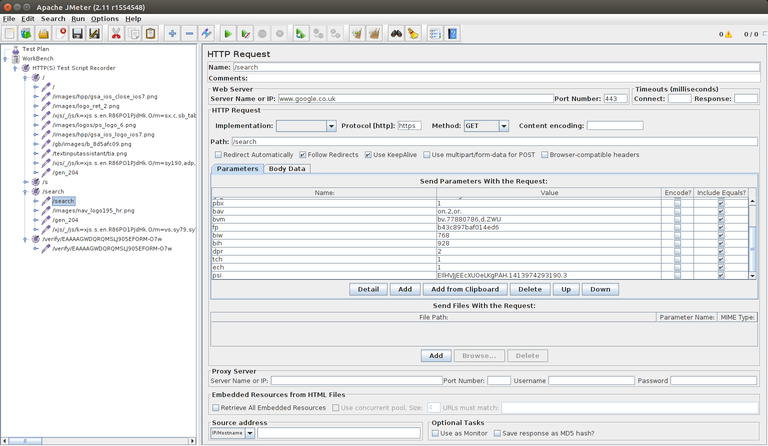 Apache JMeter (2.11 r1554548)
File Edit Search Run Options Help
0 0 / 0
Test Plan
WorkBench
HTTP(S) Test Script Recorder
/
/
/images/hpp/gsa_ios_close_ios7.png
/images/logo_ret_2.png
/xjs/_/js/k=xjs.s.en.R86PO1PJdHk.O/m=sx,c,sb_tab
/images/logos/ps_logo_6.png
/images/hpp/gsa_ios_logo_ios7.png
/gb/images/b_8d5afc09.png
/textinputassistant/tia.png
/xjs/_/js/k=xjs.s.en.R86PO1PJdHk.O/m=sy190,adp,
/gen_204
/s
/search
/search
/images/nav_logo195_hr.png
/gen_204
/xjs/_/js/k=xjs.s.en.R86PO1PJdHk.O/m=vs,sy79,sy
/verify/EAAAAGWDQRQMSLJ905EFORM-O7w
/verify/EAAAAGWDQRQMSLJ905EFORM-O7w
HTTP Request
Name: /search
Comments:
Web Server
Server Name or IP: www.google.co.uk Port Number: 443
Timeouts (milliseconds)
Connect: Response:
HTTP Request
Implementation: Protocol [http]: https Method: GET Content encoding:
Path: /search
Redirect Automatically Follow Redirects Use KeepAlive Use multipart/form-data for POST Browser-compatible headers
Parameters Body Data
Send Parameters With the Request:
Name: Value Encode? Include Equals?
pbx 1
bav on.2,or.
bvm bv.77880786,d.ZWU
fp b43c897baf014ed6
biw 768
bih 928
dpr 2
tch 1
ech 1
psi EIlHVJjEEcXUOeLKgPAH.1413974293190.3
Detail Add Add from Clipboard Delete Up Down
Send Files With the Request:
File Path: Parameter Name: MIME Type:
Add Browse... Delete
Proxy Server
Server Name or IP: Port Number: Username Password
Embedded Resources from HTML Files
Retrieve All Embedded Resources Use concurrent pool. Size: URLs must match:
Source address
IP/Hostname
Optional Tasks
Use as Monitor Save response as MD5 hash?